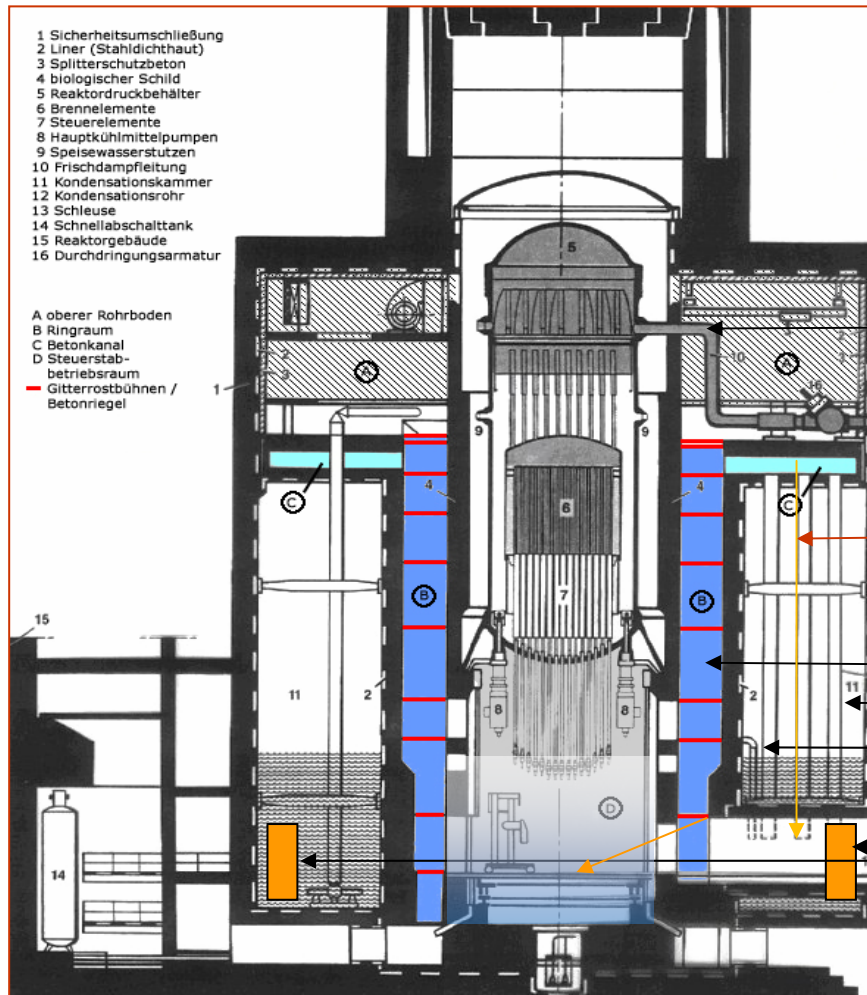 1 Sicherheitsumschließung
2 Liner (Stahldichthaut)
3 Splitterschutzbeton
4 biologischer Schild
5 Reaktordruckbehälter
6 Brennelemente
7 Steuerelemente
8 Hauptkühlmittelpumpen
9 Speisewasserstutzen
10 Frischdampfleitung
11 Kondensationskammer
12 Kondensationsrohr
13 Schleuse
14 Schnellabschalttank
15 Reaktorgebäude
16 Durchdringungsarmatur
A oberer Rohrboden
B Ringraum
C Betonkanal
D Steuerstab-
betriebsraum
Gitterrostbühnen /
Betonriegel
5
2
3
A
1
10
A
16
9
9
C
4
6
4
C
B
7
B
15
11
2
8
8
2
11
D
14